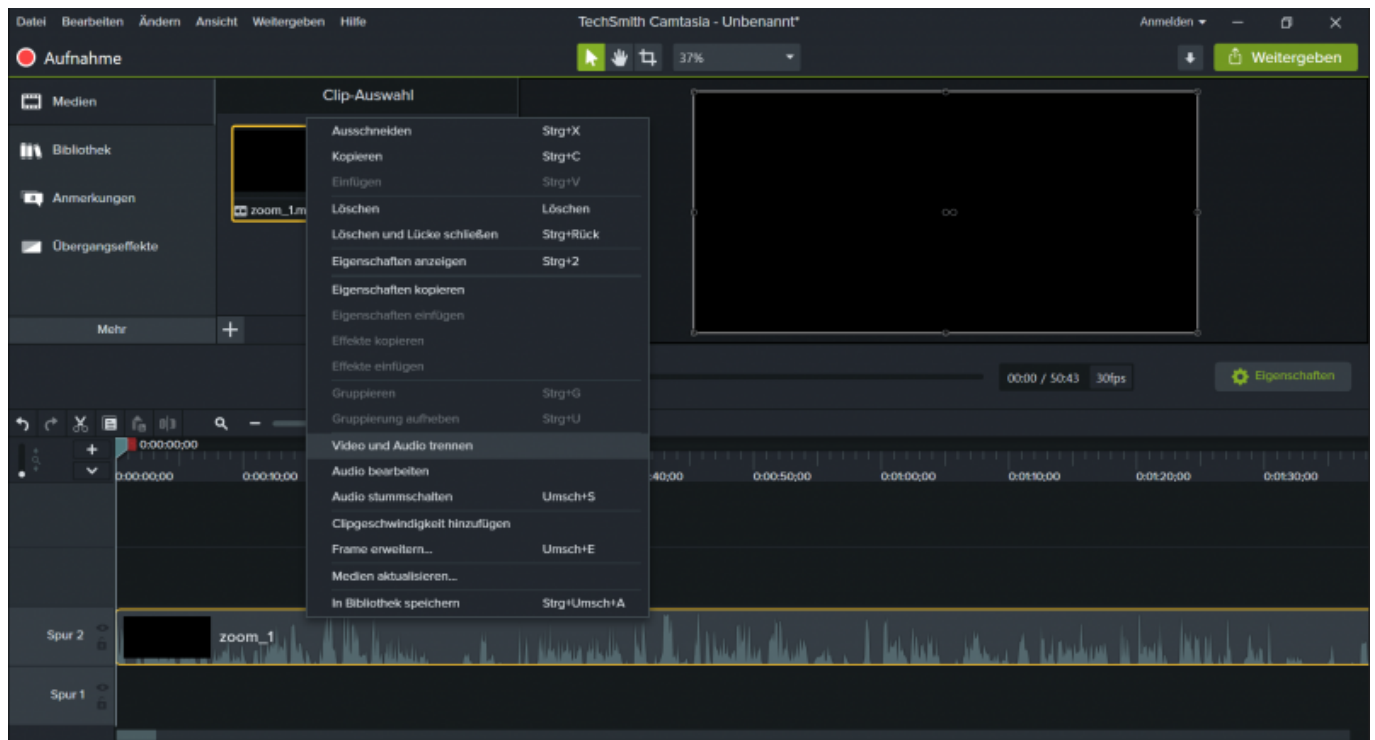 Datei Bearbeiten Ändern Ansicht Weitergeben Hilfe TechSmith Camtasia - Unbenannt* Anmelden
Aufnahme 37% Weitergeben
Medien
Clip-Auswahl
Bibliothek
Anmerkungen
Übergangseffekte
Mehr
zoom_1.m
Ausschneiden Strg+X
Kopieren Strg+C
Einfügen Strg+V
Löschen Löschen
Löschen und Lücke schließen Strg+Rück
Eigenschaften anzeigen Strg+2
Eigenschaften kopieren
Eigenschaften einfügen
Effekte kopieren
Effekte einfügen
Gruppieren Strg+G
Gruppierung aufheben Strg+U
Video und Audio trennen
Audio bearbeiten
Audio stummschalten Umsch+S
Clipgeschwindigkeit hinzufügen
Frame erweitern... Umsch+E
Medien aktualisieren...
In Bibliothek speichern Strg+Umsch+A
00:00 / 50:43 30fps Eigenschaften
0:00:00;00
0:00:00;00 0:00:10;00 :40;00 0:00:50;00 0:01:00;00 0:01:10;00 0:01:20;00 0:01:30;00
Spur 2 zoom_1
Spur 1